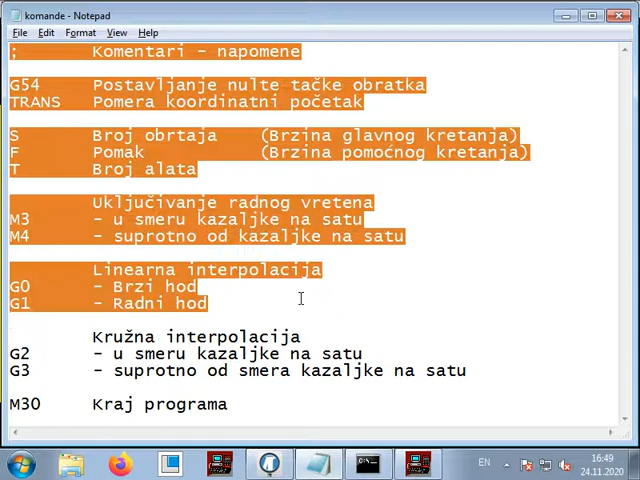 komande - Notepad
File Edit Format View Help
; Komentari - napomene
G54 Postavljanje nulte tačke obratka
TRANS Pomera koordinatni početak
S Broj obrtaja (Brzina glavnog kretanja)
F Pomak (Brzina pomoćnog kretanja)
T Broj alata
Uključivanje radnog vretena
M3 - u smeru kazaljke na satu
M4 - suprotno od kazaljke na satu
Linearna interpolacija
G0 - Brzi hod
G1 - Radni hod
Kružna interpolacija
G2 - u smeru kazaljke na satu
G3 - suprotno od smera kazaljke na satu
M30 Kraj programa
EN
16:49
24.11.2020